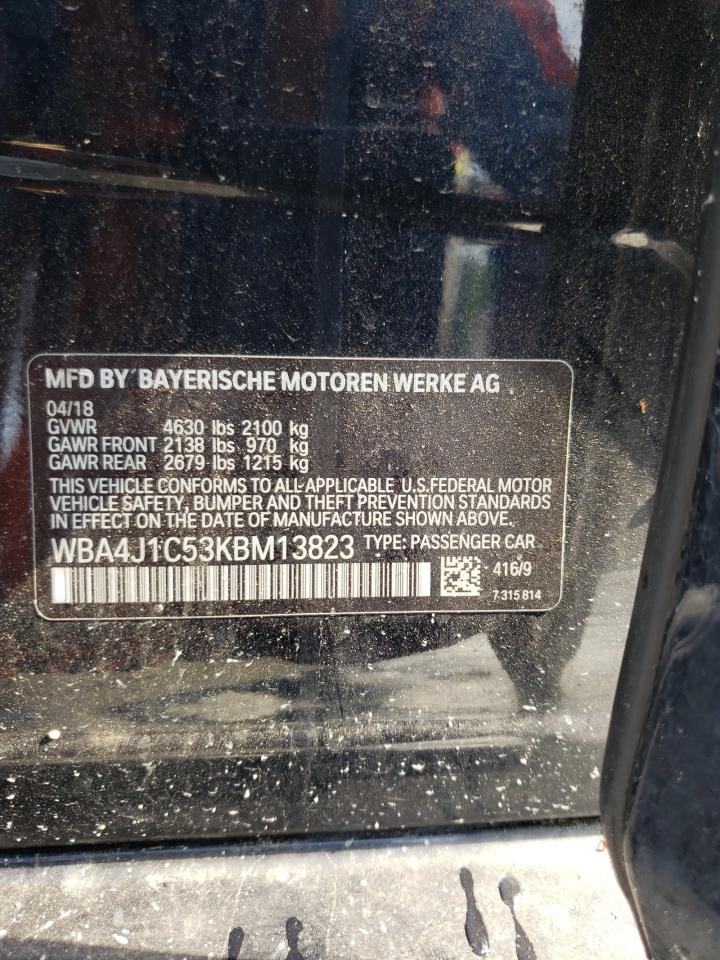 MFD BY BAYERISCHE MOTOREN WERKE AG
04/18
GVWR 4630 lbs 2100 kg
GAWR FRONT 2138 lbs 970 kg
GAWR REAR 2679 lbs 1215 kg
THIS VEHICLE CONFORMS TO ALL APPLICABLE U.S.FEDERAL MOTOR
VEHICLE SAFETY, BUMPER AND THEFT PREVENTION STANDARDS
IN EFFECT ON THE DATE OF MANUFACTURE SHOWN ABOVE.
WBA4J1C53KBM13823 TYPE: PASSENGER CAR
416/9
7 315 814